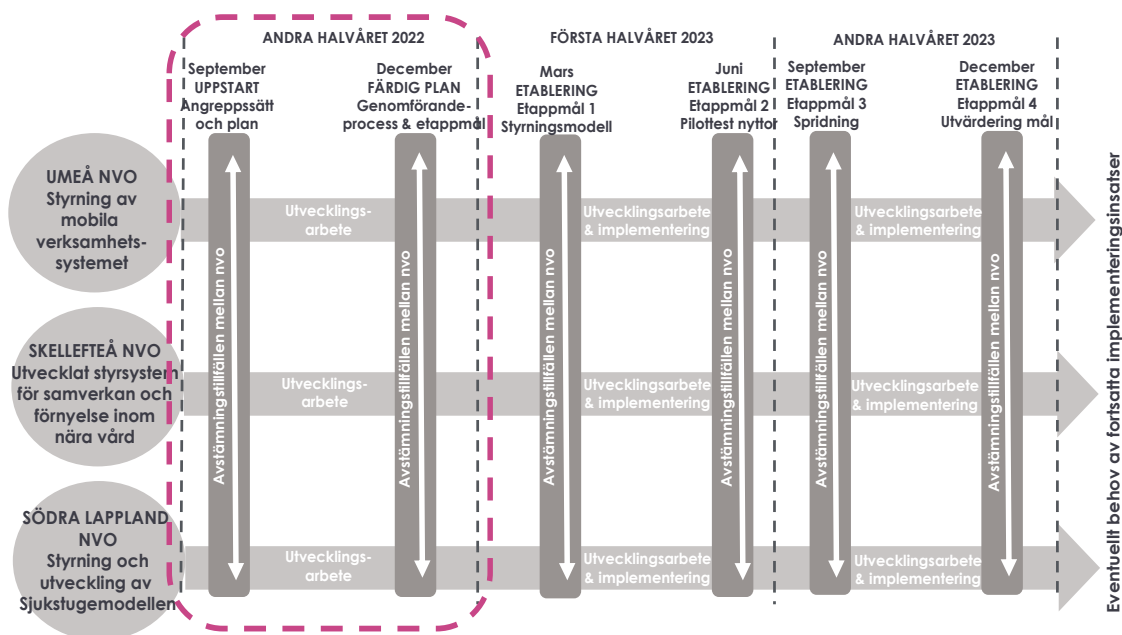 ANDRA HALVÅRET 2022
FÖRSTA HALVÅRET 2023
ANDRA HALVÅRET 2023
September
UPPSTART
Angreppssätt
och plan
December
FÄRDIG PLAN
Genomförande-
process & etappmål
Mars
ETABLERING
Etappmål 1
Styrningsmodell
Juni
ETABLERING
Etappmål 2
Pilottest nyttor
September
ETABLERING
Etappmål 3
Spridning
December
ETABLERING
Etappmål 4
Utvärdering mål
UMEÅ NVO
Styrning av
mobila
verksamhets-
systemet
Utvecklings-
arbete
Utvecklingsarbete
& implementering
Utvecklingsarbete
& implementering
SKELLEFTEÅ NVO
Utvecklat styrsystem
för samverkan och
förnyelse inom
nära vård
Utvecklings-
arbete
Utvecklingsarbete
& implementering
Utvecklingsarbete
& implementering
SÖDRA LAPPLAND
NVO
Styrning och
utveckling av
Sjukstugemodellen
Utvecklings-
arbete
Utvecklingsarbete
& implementering
Utvecklingsarbete
& implementering
Avstämningstillfällen mellan nvo
Avstämningstillfällen mellan nvo
Avstämningstillfällen mellan nvo
Avstämningstillfällen mellan nvo
Avstämningstillfällen mellan nvo
Avstämningstillfällen mellan nvo
Eventuellt behov av fortsatta implementeringsinsatser